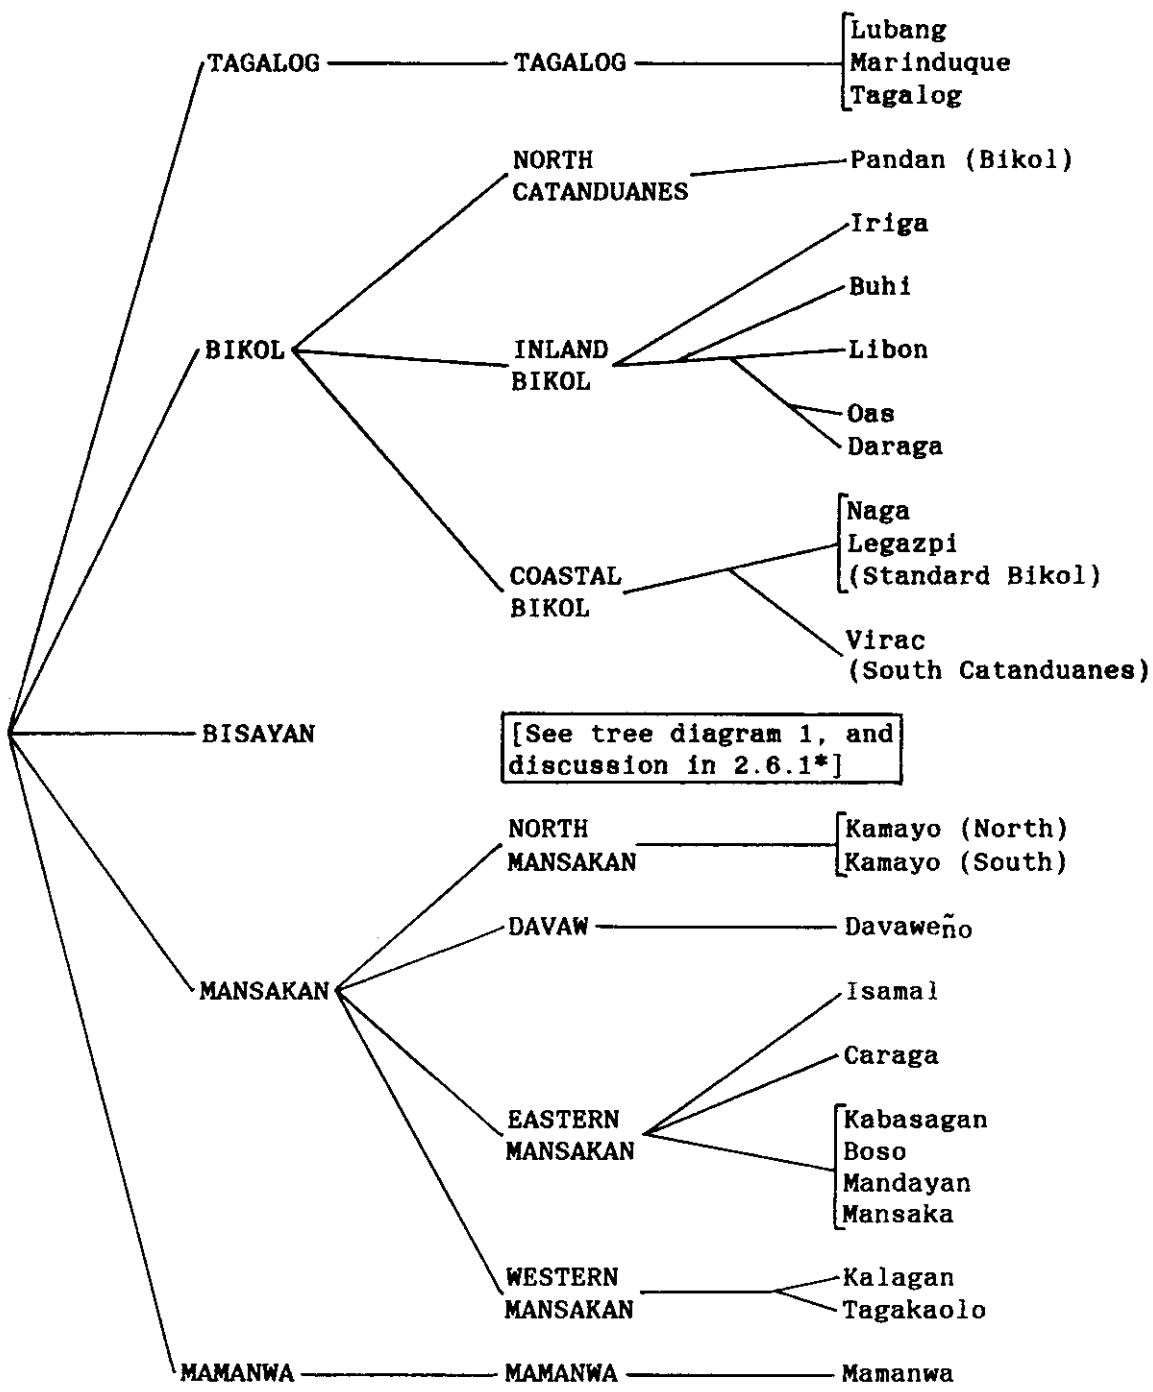 Lubang
TAGALOG TAGALOG Marinduque
Tagalog
NORTH Pandan (Bikol)
CATANDUANES
Iriga
Buhi
BIKOL INLAND Libon
BIKOL
Oas
Daraga
Naga
Legazpi
COASTAL (Standard Bikol)
BIKOL
Virac
(South Catanduanes)
BISAYAN [See tree diagram 1, and
discussion in 2.6.1*]
NORTH Kamayo (North)
MANSAKAN Kamayo (South)
DAVAW Davaweño
MANSAKAN Isamal
Caraga
EASTERN Kabasagan
MANSAKAN Boso
Mandayan
Mansaka
WESTERN Kalagan
MANSAKAN Tagakaolo
MAMANWA MAMANWA Mamanwa